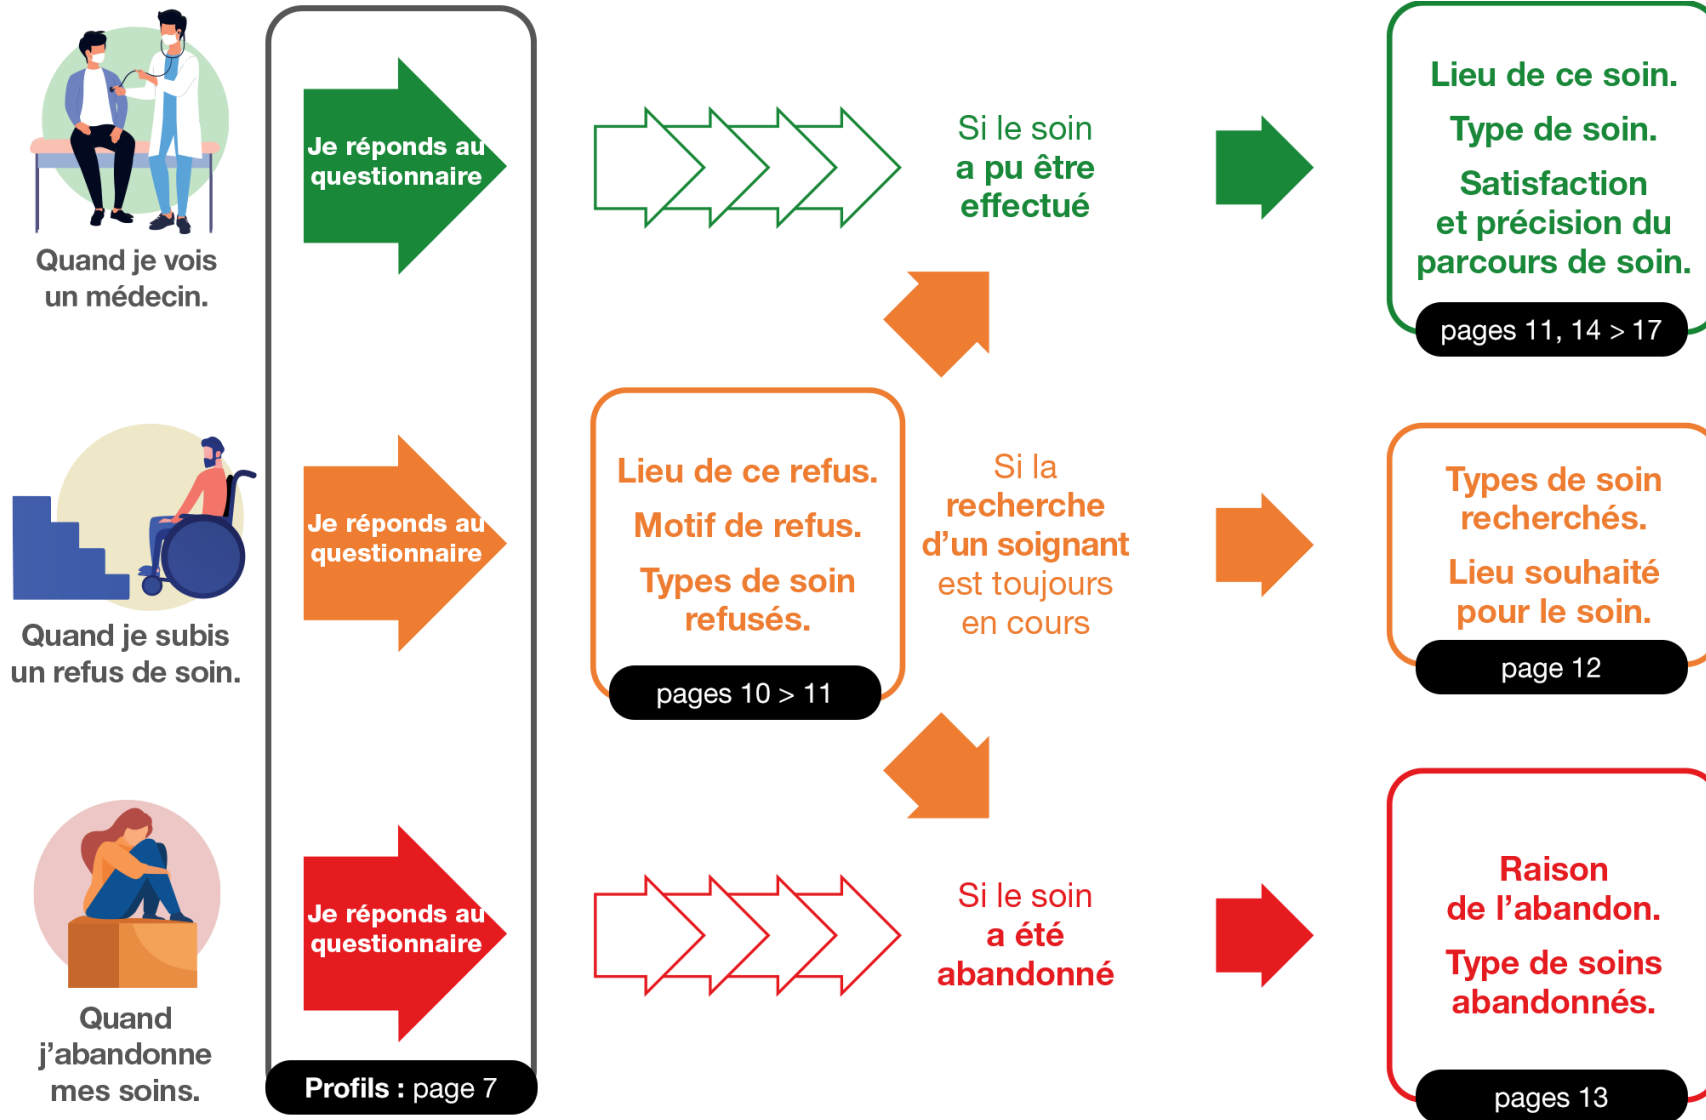 Quand je vois
un médecin.
Je réponds au
questionnaire
Si le soin
a pu être
effectué
Lieu de ce soin.
Type de soin.
Satisfaction
et précision du
parcours de soin.
pages 11, 14 > 17
Quand je subis
un refus de soin.
Je réponds au
questionnaire
Lieu de ce refus.
Motif de refus.
Types de soin
refusés.
pages 10 > 11
Si la
recherche
d’un soignant
est toujours
en cours
Types de soin
recherchés.
Lieu souhaité
pour le soin.
page 12
Quand
j’abandonne
mes soins.
Je réponds au
questionnaire
Profils : page 7
Si le soin
a été
abandonné
Raison
de l’abandon.
Type de soins
abandonnés.
pages 13